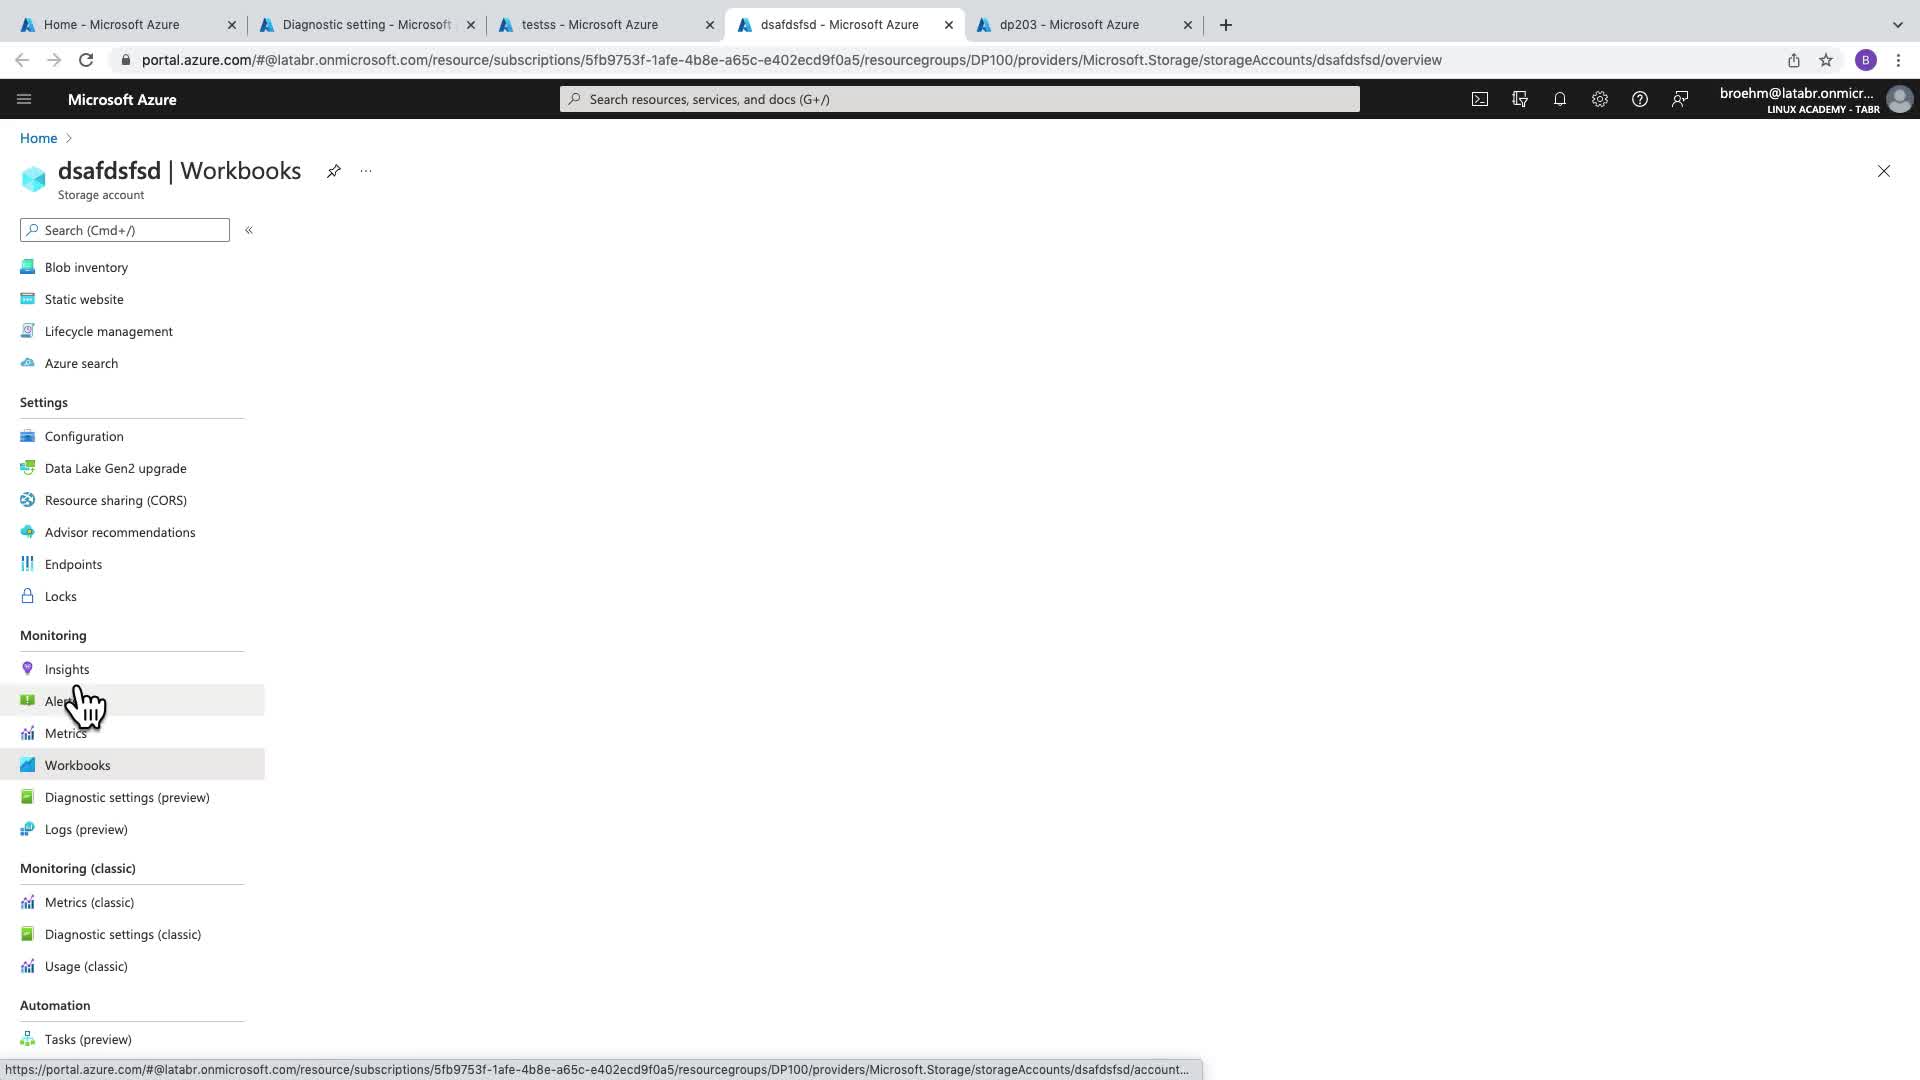 Home - Microsoft Azure
Diagnostic setting - Microsoft
testss - Microsoft Azure
dsafdsfsd - Microsoft Azure
dp203 - Microsoft Azure
portal.azure.com/#@latabr.onmicrosoft.com/resource/subscriptions/5fb9753f-1afe-4b8e-a65c-e402ecd9f0a5/resourcegroups/DP100/providers/Microsoft.Storage/storageAccounts/dsafdsfsd/overview
B
Microsoft Azure
Search resources, services, and docs (G+/)
broehm@latabr.onmicr...
LINUX ACADEMY - TABR
Home
dsafdsfsd | Workbooks
Storage account
Search (Cmd+/)
Blob inventory
Static website
Lifecycle management
Azure search
Settings
Configuration
Data Lake Gen2 upgrade
Resource sharing (CORS)
Advisor recommendations
Endpoints
Locks
Monitoring
Insights
Metrics
Workbooks
Diagnostic settings (preview)
Logs (preview)
Monitoring (classic)
Metrics (classic)
Diagnostic settings (classic)
Usage (classic)
Automation
Tasks (preview)
https://portal.azure.com/#@latabr.onmicrosoft.com/resource/subscriptions/5fb9753f-1afe-4b8e-a65c-e402ecd9f0a5/resourcegroups/DP100/providers/Microsoft.Storage/storageAccounts/dsafdsfsd/account...